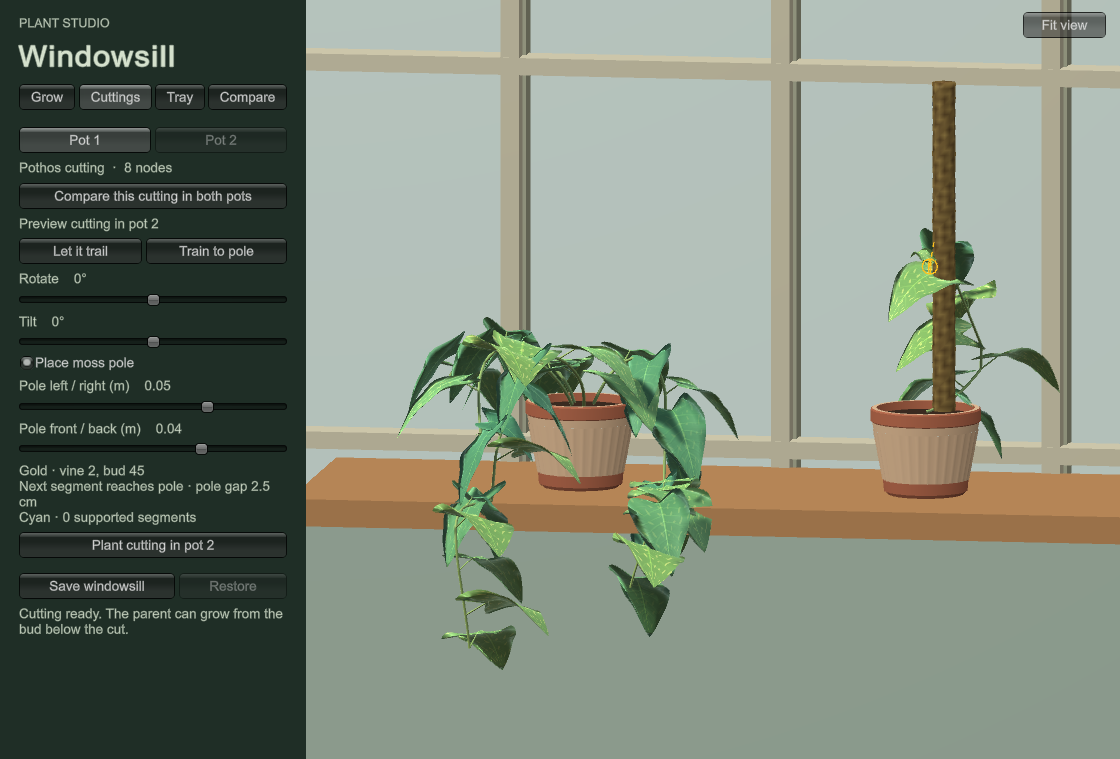 PLANT STUDIO
Fit view
Windowsill
Grow Cuttings Tray Compare
Pot 1 Pot 2
Pothos cutting · 8 nodes
Compare this cutting in both pots
Preview cutting in pot 2
Let it trail Train to pole
Rotate 0°
Tilt 0°
Place moss pole
Pole left / right (m) 0.05
Pole front / back (m) 0.04
Gold · vine 2, bud 45
Next segment reaches pole · pole gap 2.5
cm
Cyan · 0 supported segments
Plant cutting in pot 2
Save windowsill Restore
Cutting ready. The parent can grow from the
bud below the cut.